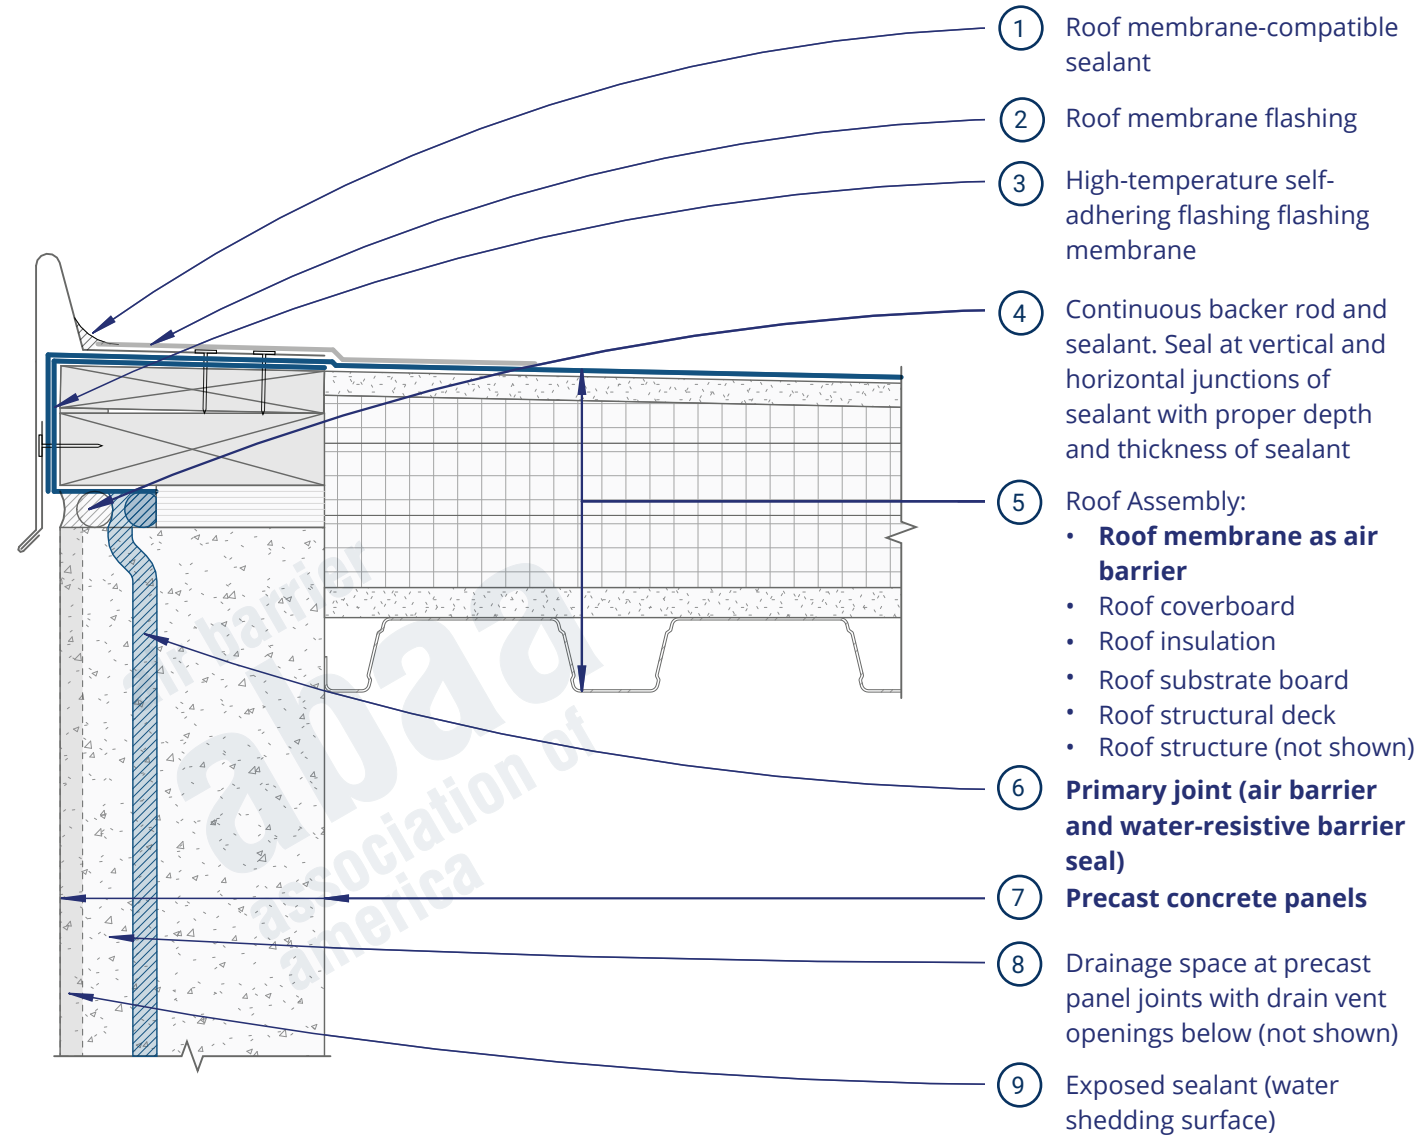 1 Roof membrane-compatible
sealant
2 Roof membrane flashing
3 High-temperature self-
adhering flashing flashing
membrane
4 Continuous backer rod and
sealant. Seal at vertical and
horizontal junctions of
sealant with proper depth
and thickness of sealant
5 Roof Assembly:
• Roof membrane as air
barrier
• Roof coverboard
• Roof insulation
• Roof substrate board
• Roof structural deck
• Roof structure (not shown)
6 Primary joint (air barrier
and water-resistive barrier
seal)
7 Precast concrete panels
8 Drainage space at precast
panel joints with drain vent
openings below (not shown)
9 Exposed sealant (water
shedding surface)
air barrier
abaa
association of
america